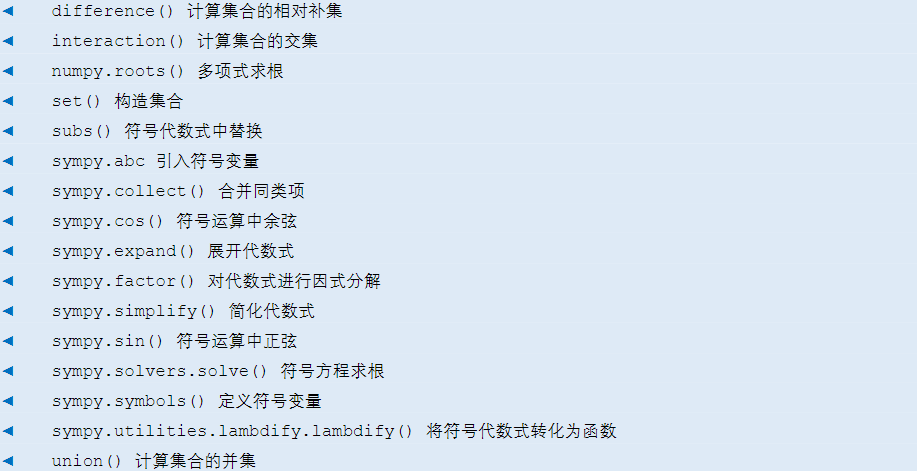 difference() 计算集合的相对补集
interaction() 计算集合的交集
numpy.roots() 多项式求根
set() 构造集合
subs() 符号代数式中替换
sympy.abc 引入符号变量
sympy.collect() 合并同类项
sympy.cos() 符号运算中余弦
sympy.expand() 展开代数式
sympy.factor() 对代数式进行因式分解
sympy.simplify() 简化代数式
sympy.sin() 符号运算中正弦
sympy.solvers.solve() 符号方程求根
sympy.symbols() 定义符号变量
sympy.utilities.lambdify.lambdify() 将符号代数式转化为函数
union() 计算集合的并集